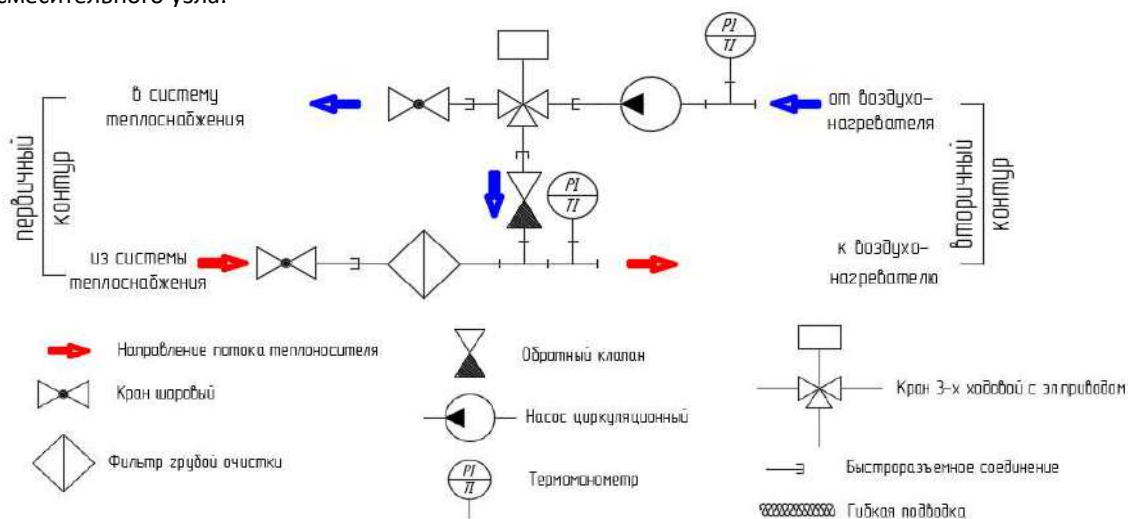 смесительного узла.
PI
TI
в систему
теплоснабжения
от воздухо-
нагревателя
первичный
контур
PI
TI
вторичный
контур
из системы
теплоснабжения
к воздухо-
нагревателю
Направление потока теплоносителя
Обратный клапан
Кран шаровый
Кран 3-х ходовой с эл.приводом
Насос циркуляционный
Фильтр грубой очистки
PI
TI
Термоманометр
Быстроразъемное соединение
Гибкая подводка